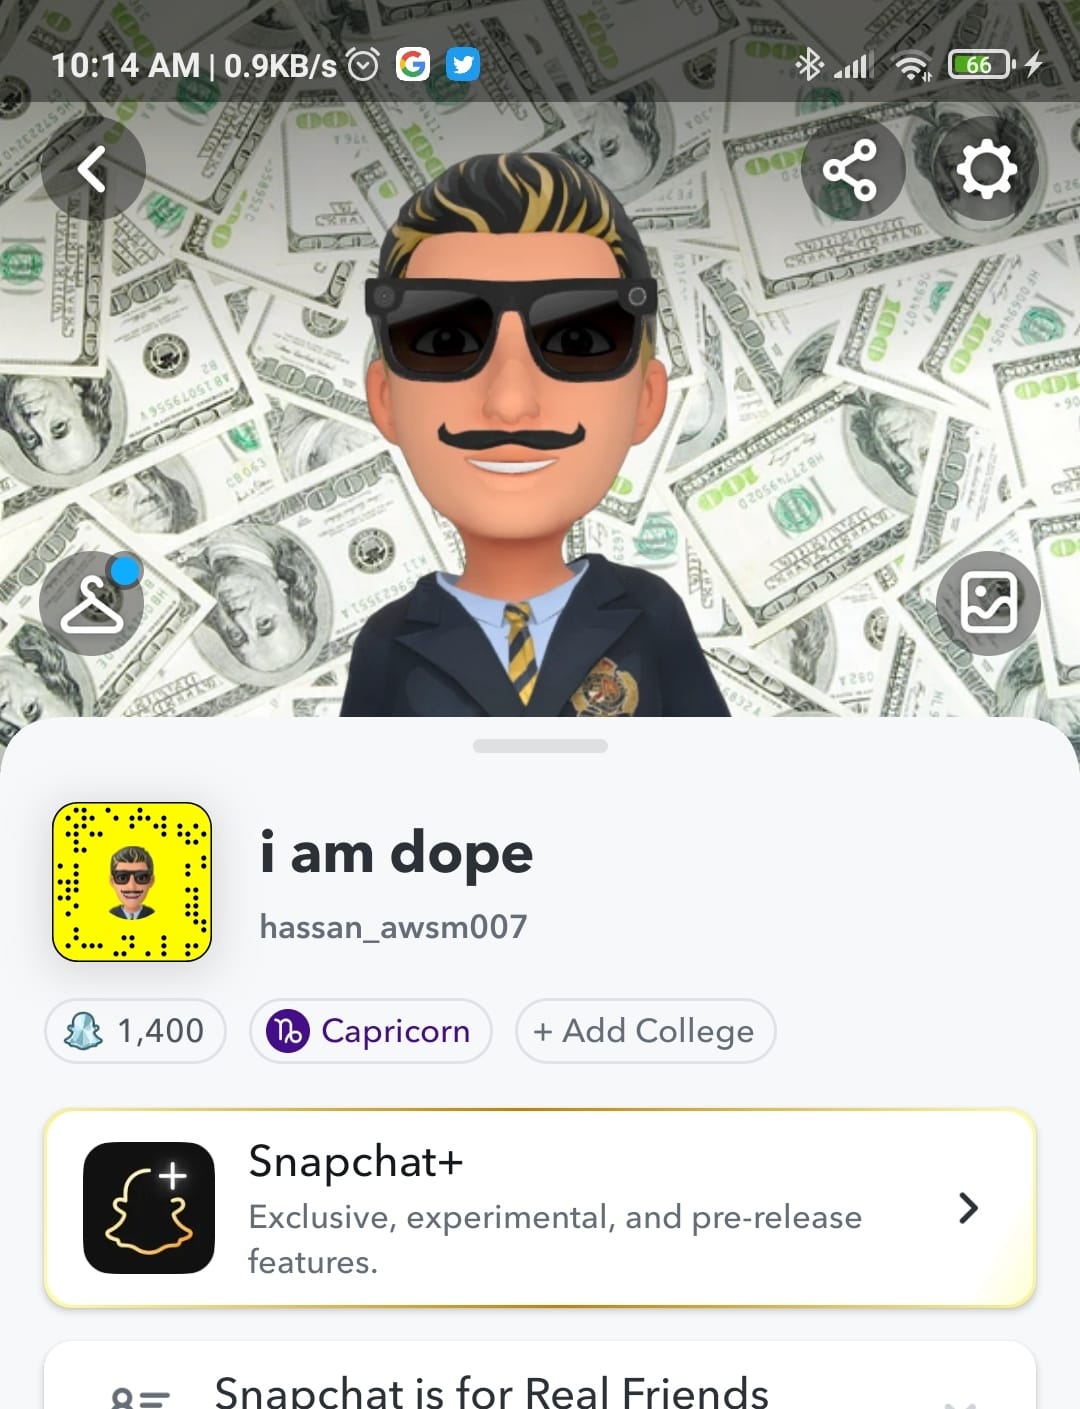 10:14 AM | 0.9KB/s
66
i am dope
hassan_awsm007
1,400
Capricorn
+ Add College
Snapchat+
Exclusive, experimental, and pre-release
features.
Snapchat is for Real Friends